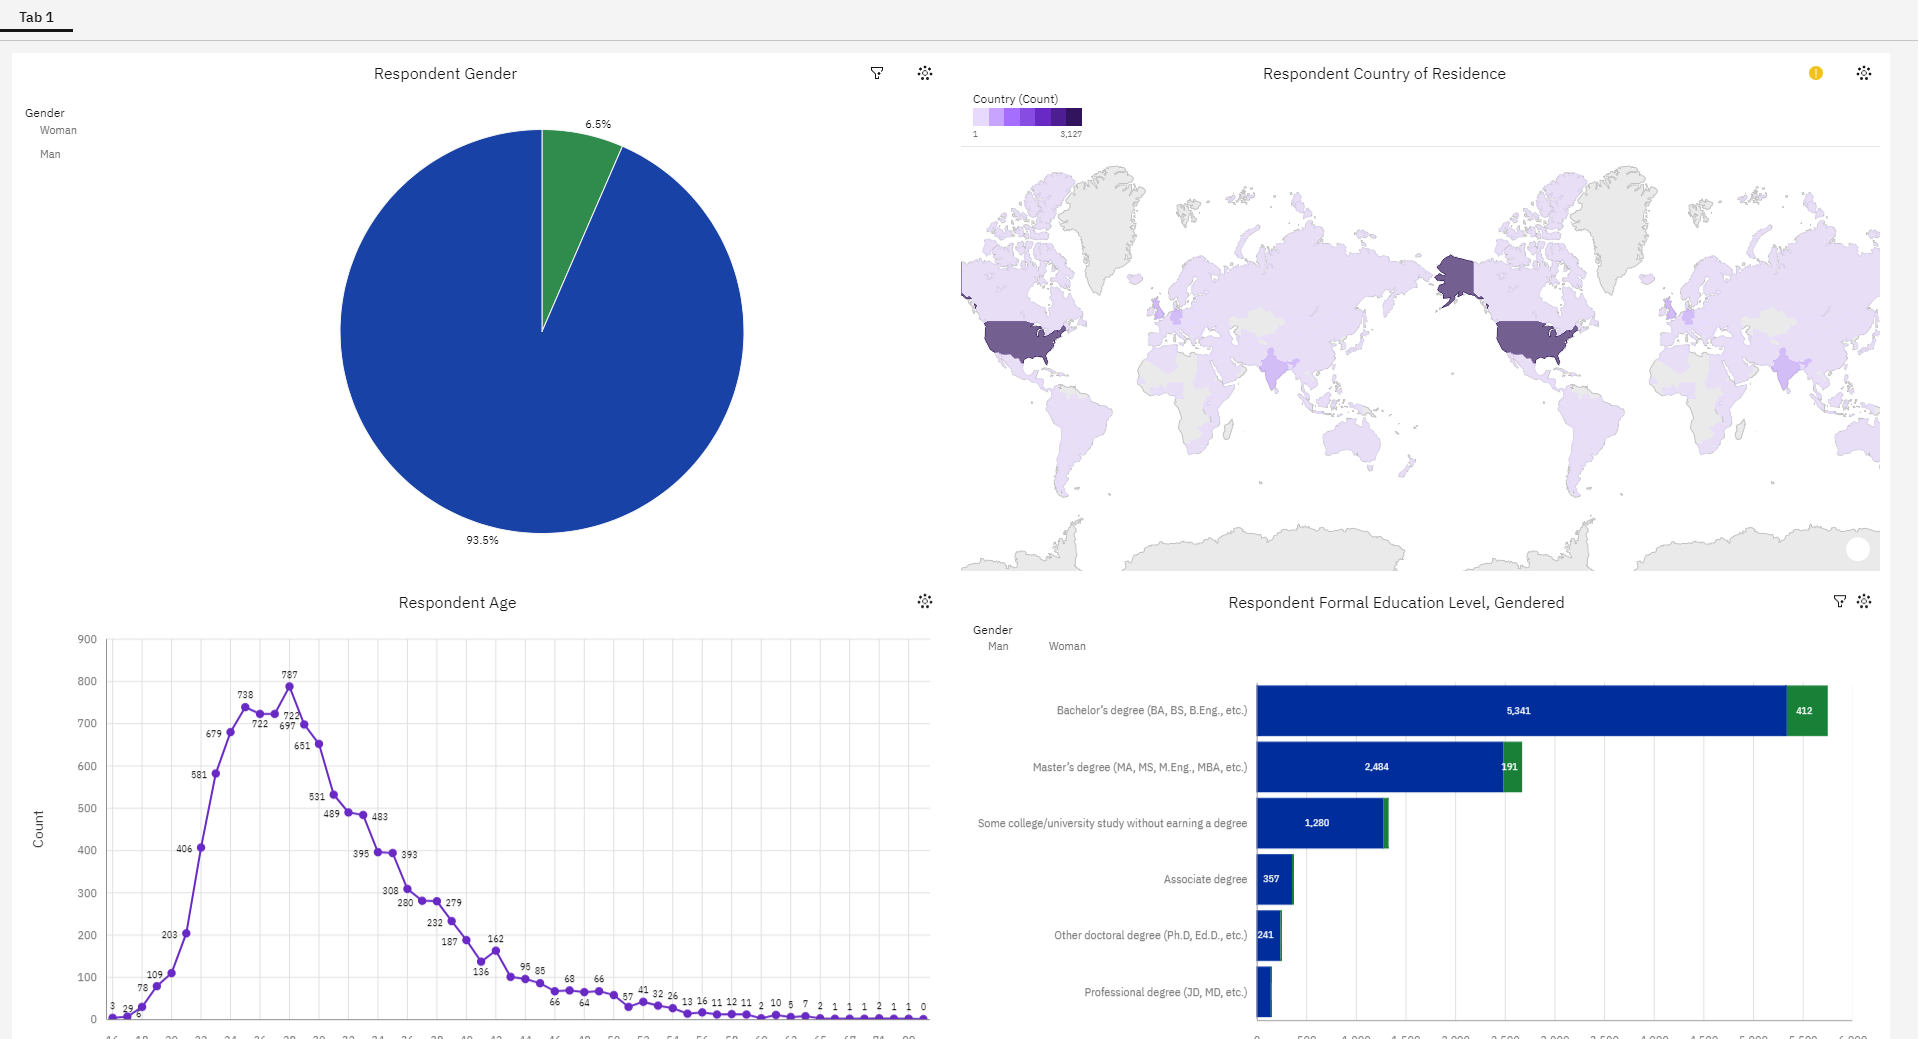 Tab 1
Respondent Gender
Gender
Woman
Man
6.5%
93.5%
Respondent Country of Residence
Country (Count)
1 3,127
Respondent Age
Count
900
800
700
600
500
400
300
200
100
0
3 29 6 78 109 203 406 581 679 738 722 697 787 722 651 531 489 483 395 393 308 280 279 232 187 136 162 95 85 66 68 64 66 57 41 32 26 13 16 11 12 11 2 10 5 7 2 1 1 1 2 1 1 0
Respondent Formal Education Level, Gendered
Gender
Man Woman
Bachelor’s degree (BA, BS, B.Eng., etc.) 5,341 412
Master’s degree (MA, MS, M.Eng., MBA, etc.) 2,484 191
Some college/university study without earning a degree 1,280
Associate degree 357
Other doctoral degree (Ph.D, Ed.D., etc.) 241
Professional degree (JD, MD, etc.)